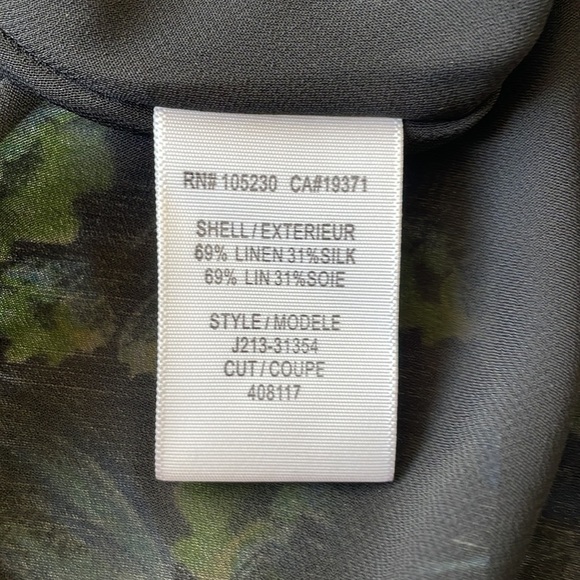 RN# 105230 CA#19371
SHELL/EXTERIEUR
69% LINEN 31%SILK
69% LIN 31%SOIE
STYLE/MODELE
J213-31354
CUT/COUPE
408117